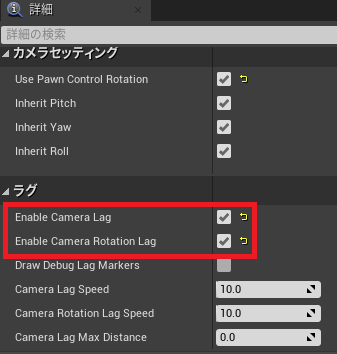 詳細
詳細の検索
カメラセッティング
Use Pawn Control Rotation
Inherit Pitch
Inherit Yaw
Inherit Roll
ラグ
Enable Camera Lag
Enable Camera Rotation Lag
Draw Debug Lag Markers
Camera Lag Speed 10.0
Camera Rotation Lag Speed 10.0
Camera Lag Max Distance 0.0